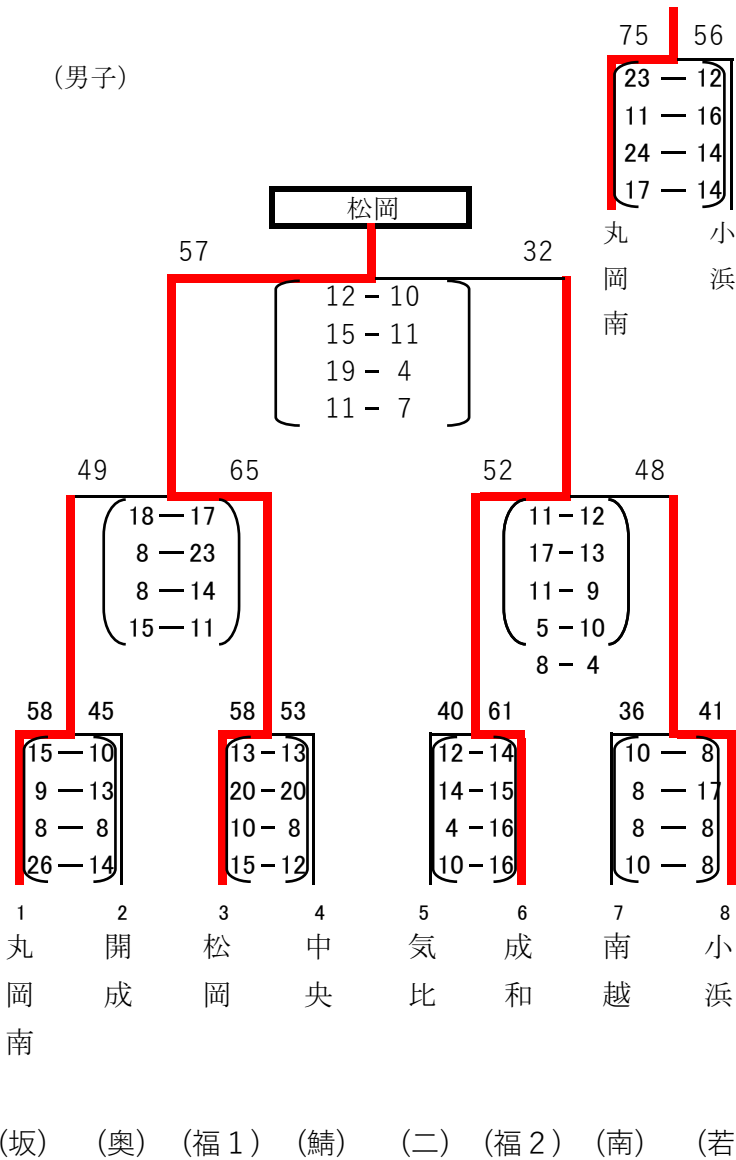 75 56
(男子)
23 — 12
11 — 16
24 — 14
17 — 14
丸岡南 小浜
松岡
57 32
12 − 10
15 − 11
19 − 4
11 − 7
49 65
18 — 17
8 — 23
8 — 14
15 — 11
52 48
11 − 12
17 − 13
11 − 9
5 − 10
8 − 4
58 45
15 — 10
9 — 13
8 — 8
26 — 14
58 53
13 − 13
20 − 20
10 − 8
15 − 12
40 61
12 − 14
14 − 15
4 − 16
10 − 16
36 41
10 — 8
8 — 17
8 — 8
10 — 8
1 2 3 4 5 6 7 8
丸岡南 開成 松岡 中央 気比 成和 南越 小浜
(坂) (奥) (福１) (鯖) (二) (福２) (南) (若